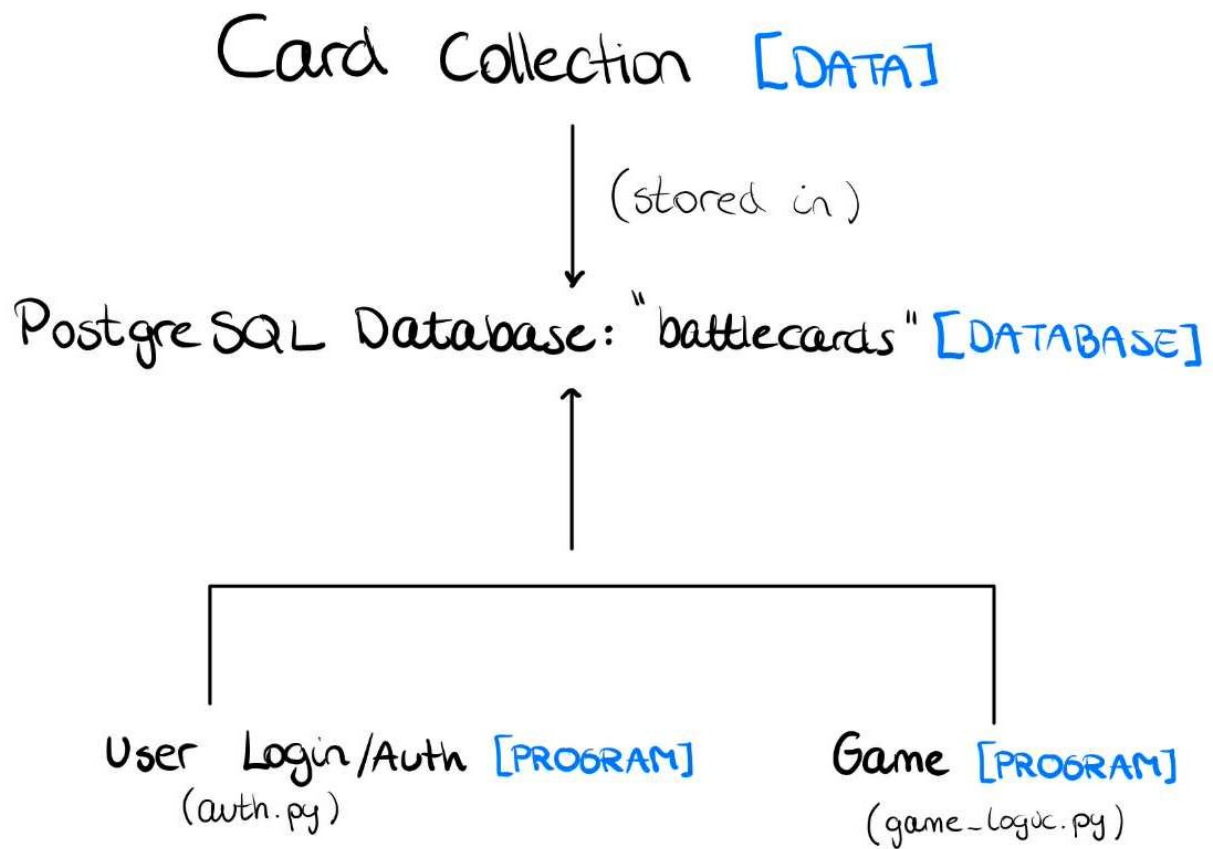 Card Collection [DATA]
(stored in)
PostgreSQL Database: "battlecards" [DATABASE]
User Login/Auth [PROGRAM]
(auth.py)
Game [PROGRAM]
(game_logic.py)